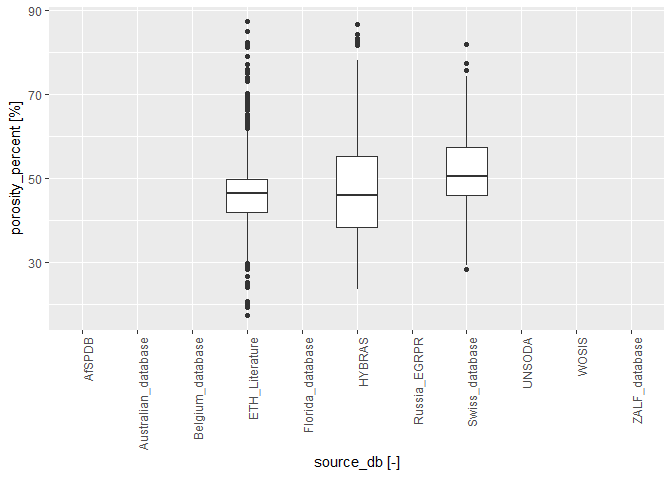 90
70
50
30
porosity_percent [%]
AfSPDB
Australian_database
Belgium_database
ETH_Literature
Florida_database
HYBRAS
Russia_EGRPR
Swiss_database
UNSODA
WOSIS
ZALF_database
source_db [-]